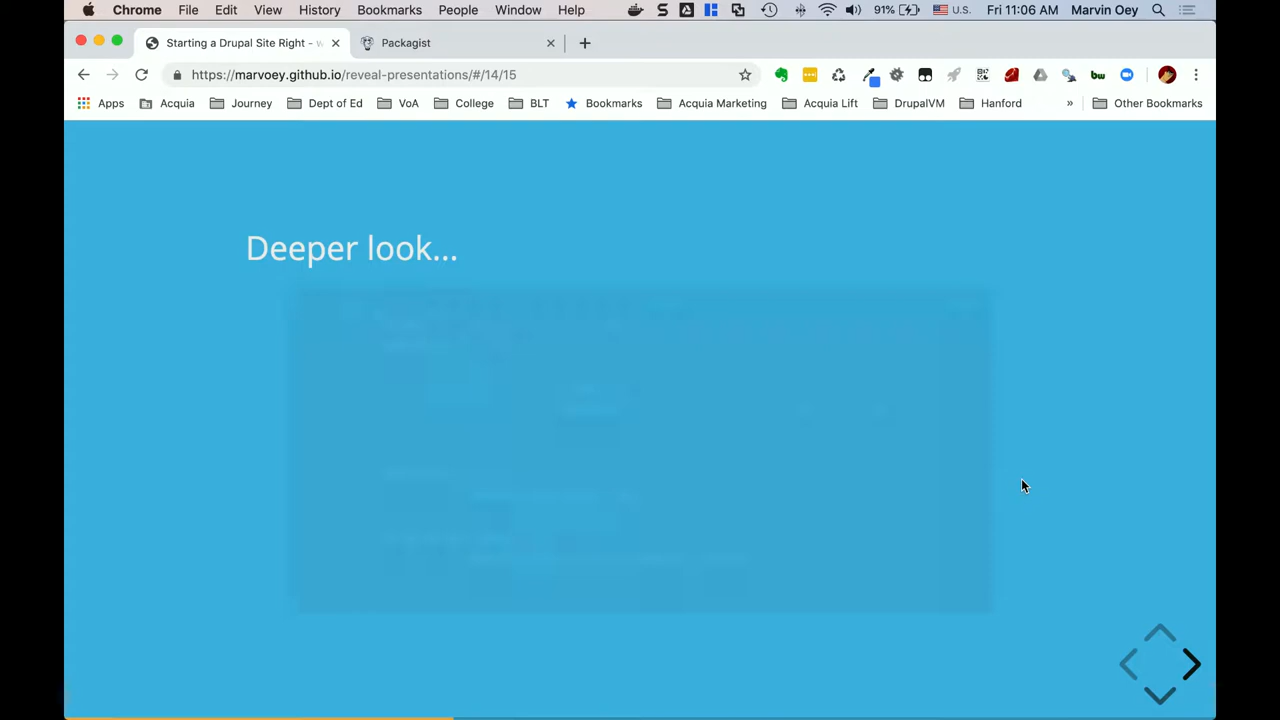 Chrome File Edit View History Bookmarks People Window Help 91% U.S. Fri 11:06 AM Marvin Oey
Starting a Drupal Site Right - Packagist
https://marvoey.github.io/reveal-presentations/#/14/15
Apps Acquia Journey Dept of Ed VoA College BLT Bookmarks Acquia Marketing Acquia Lift DrupalVM Hanford » Other Bookmarks
Deeper look...